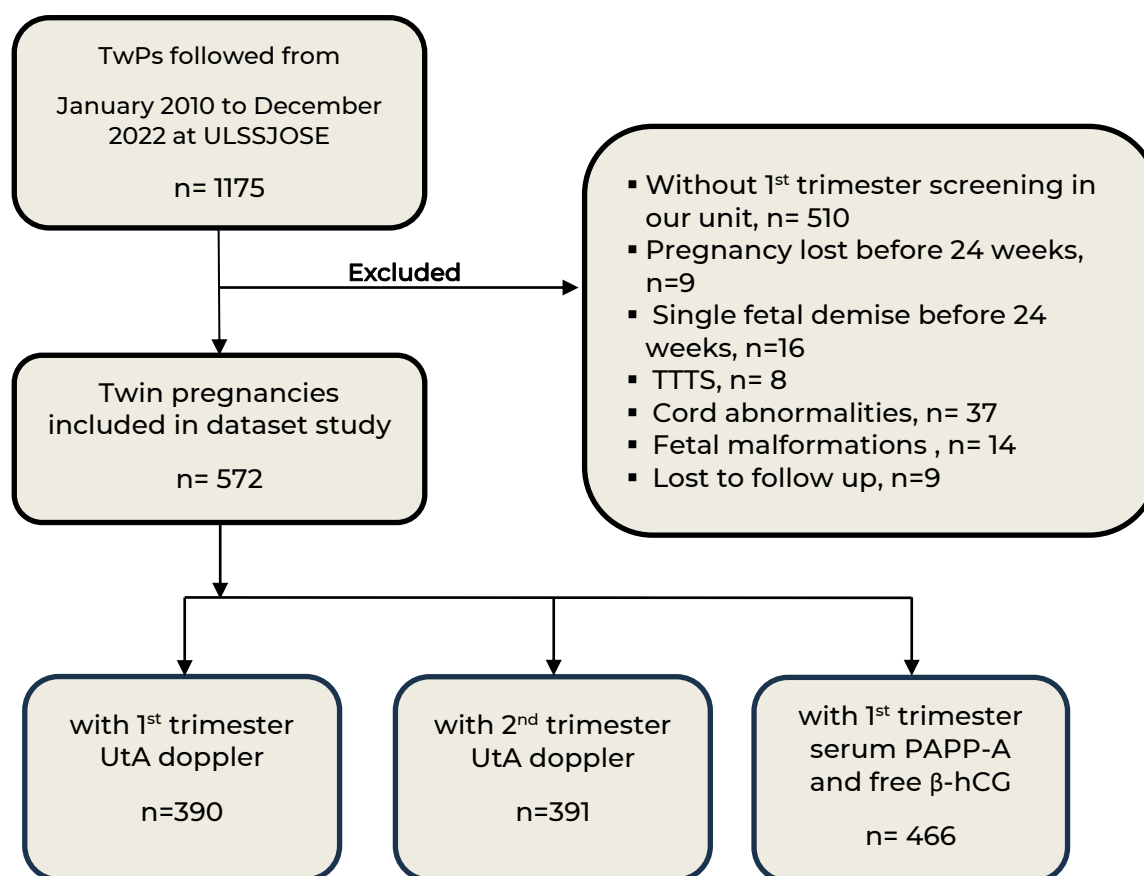 TwPs followed from
January 2010 to December
2022 at ULSSJOSE
n= 1175
Excluded
▪ Without 1st trimester screening in
our unit, n= 510
▪ Pregnancy lost before 24 weeks,
n=9
▪ Single fetal demise before 24
weeks, n=16
▪ TTTS, n= 8
▪ Cord abnormalities, n= 37
▪ Fetal malformations , n= 14
▪ Lost to follow up, n=9
Twin pregnancies
included in dataset study
n= 572
with 1st trimester
UtA doppler
n=390
with 2nd trimester
UtA doppler
n=391
with 1st trimester
serum PAPP-A
and free β-hCG
n= 466